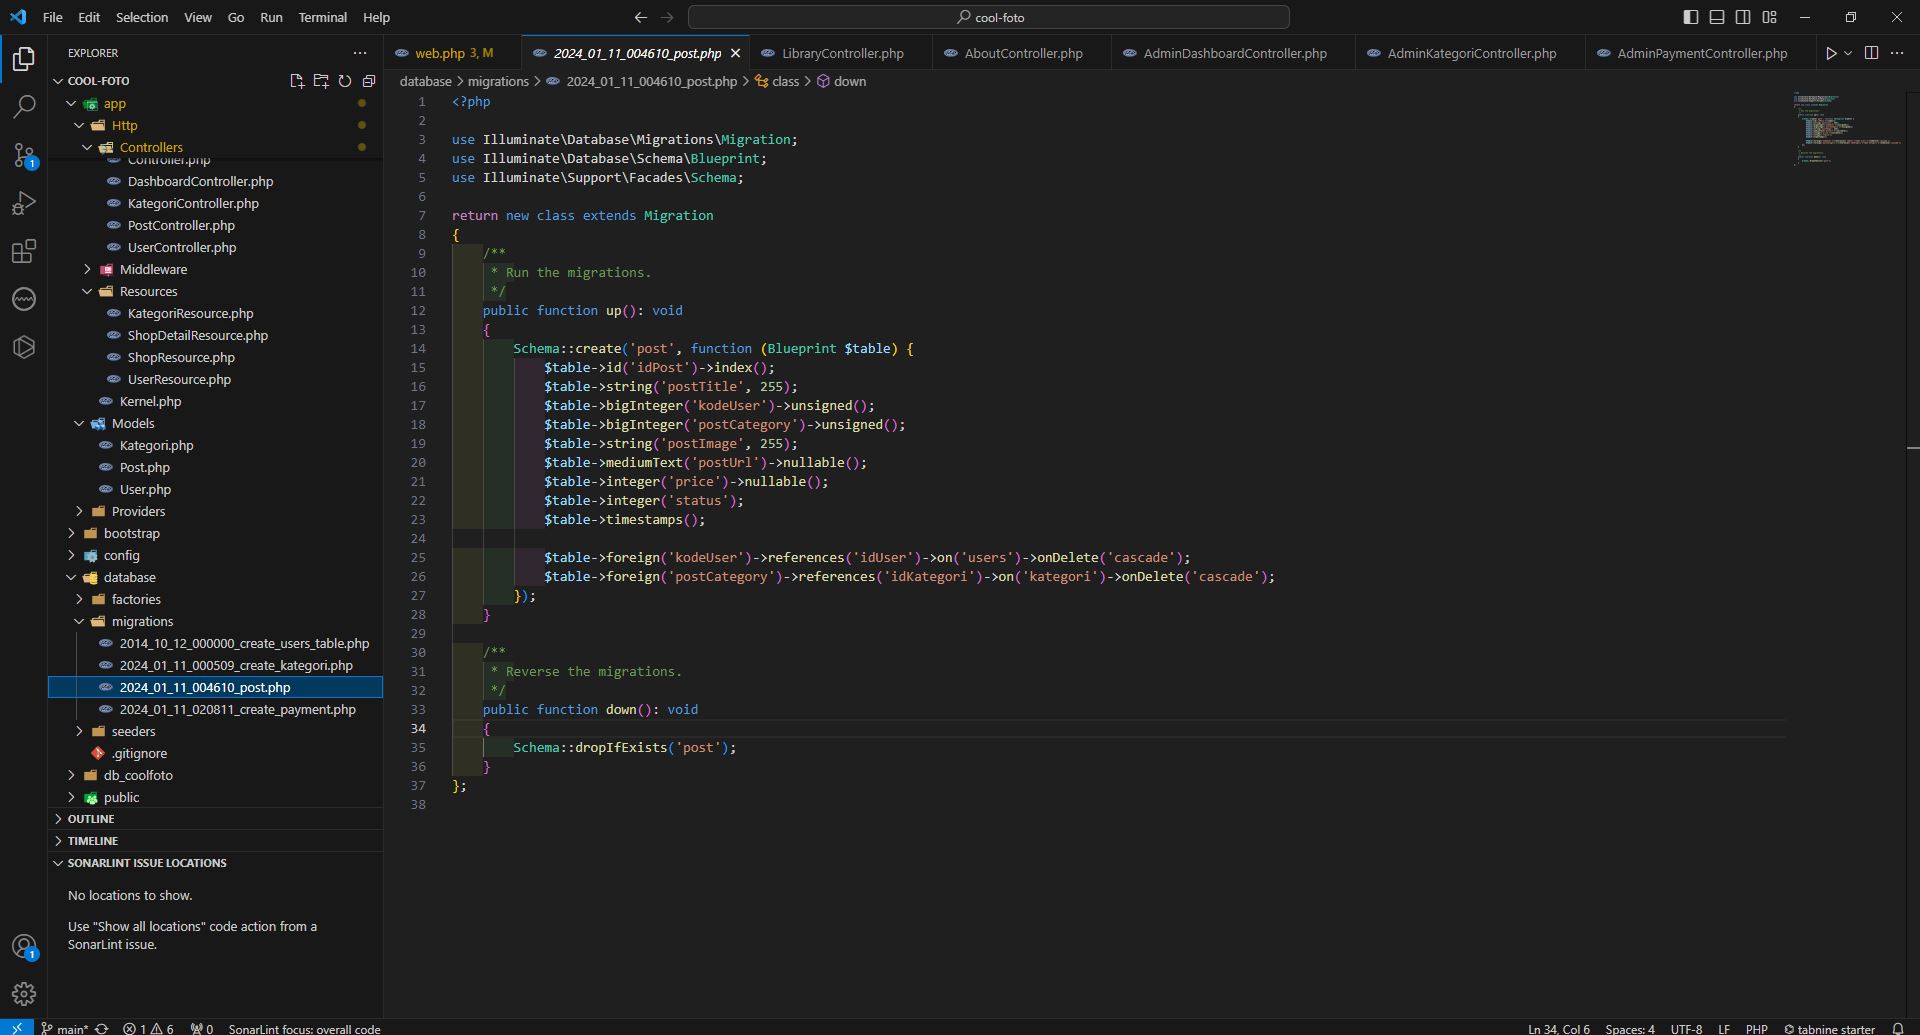 File Edit Selection View Go Run Terminal Help
cool-foto
EXPLORER
web.php 3, M
2024_01_11_004610_post.php
LibraryController.php
AboutController.php
AdminDashboardController.php
AdminKategoriController.php
AdminPaymentController.php
COOL-FOTO
database > migrations > 2024_01_11_004610_post.php > class > down
app
Http
Controllers
Controller.php
DashboardController.php
KategoriController.php
PostController.php
UserController.php
Middleware
Resources
KategoriResource.php
ShopDetailResource.php
ShopResource.php
UserResource.php
Kernel.php
Models
Kategori.php
Post.php
User.php
Providers
bootstrap
config
database
factories
migrations
2014_10_12_000000_create_users_table.php
2024_01_11_000509_create_kategori.php
2024_01_11_004610_post.php
2024_01_11_020811_create_payment.php
seeders
.gitignore
db_coolfoto
public
OUTLINE
TIMELINE
SONARLINT ISSUE LOCATIONS
No locations to show.
Use "Show all locations" code action from a
SonarLint issue.
1
1
1 <?php
2
3 use Illuminate\Database\Migrations\Migration;
4 use Illuminate\Database\Schema\Blueprint;
5 use Illuminate\Support\Facades\Schema;
6
7 return new class extends Migration
8 {
9 /**
10 * Run the migrations.
11 */
12 public function up(): void
13 {
14 Schema::create('post', function (Blueprint $table) {
15 $table->id('idPost')->index();
16 $table->string('postTitle', 255);
17 $table->bigInteger('kodeUser')->unsigned();
18 $table->bigInteger('postCategory')->unsigned();
19 $table->string('postImage', 255);
20 $table->mediumText('postUrl')->nullable();
21 $table->integer('price')->nullable();
22 $table->integer('status');
23 $table->timestamps();
24
25 $table->foreign('kodeUser')->references('idUser')->on('users')->onDelete('cascade');
26 $table->foreign('postCategory')->references('idKategori')->on('kategori')->onDelete('cascade');
27 });
28 }
29
30 /**
31 * Reverse the migrations.
32 */
33 public function down(): void
34 {
35 Schema::dropIfExists('post');
36 }
37 };
38
main* 1 6 0 SonarLint focus: overall code
Ln 34, Col 6 Spaces: 4 UTF-8 LF PHP tabnine starter